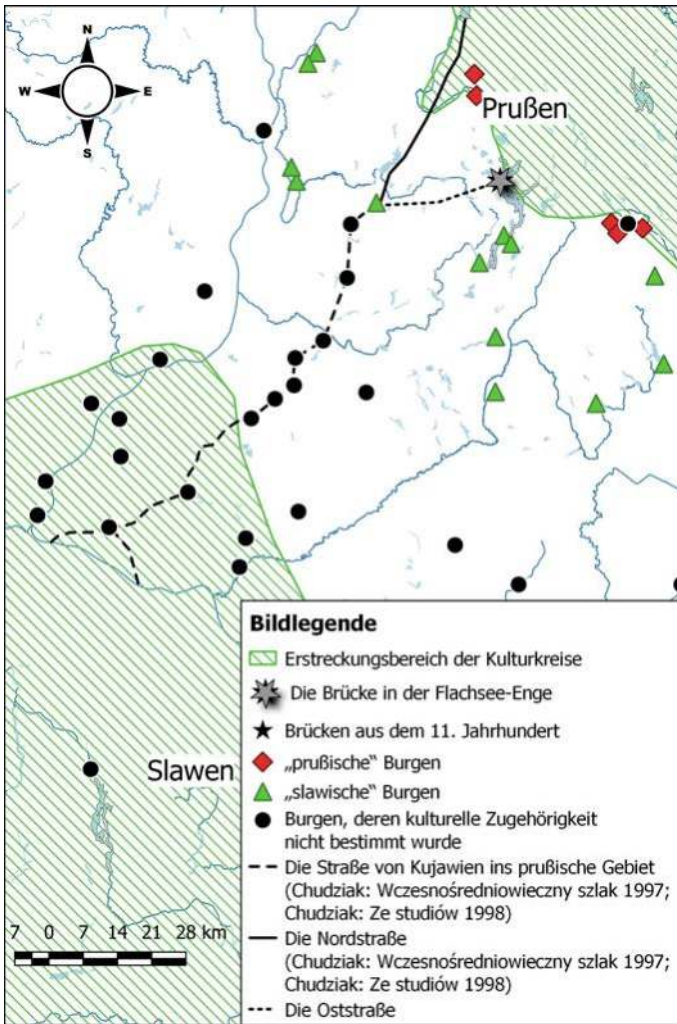 N
W E
S
Prußen
Slawen
Bildlegende
Erstreckungsbereich der Kulturkreise
Die Brücke in der Flachsee-Enge
Brücken aus dem 11. Jahrhundert
„prußische“ Burgen
„slawische“ Burgen
Burgen, deren kulturelle Zugehörigkeit
nicht bestimmt wurde
Die Straße von Kujawien ins prußische Gebiet
(Chudziak: Wczesnośredniowieczny szlak 1997;
Chudziak: Ze studiów 1998)
Die Nordstraße
(Chudziak: Wczesnośredniowieczny szlak 1997;
Chudziak: Ze studiów 1998)
Die Oststraße
7 0 7 14 21 28 km